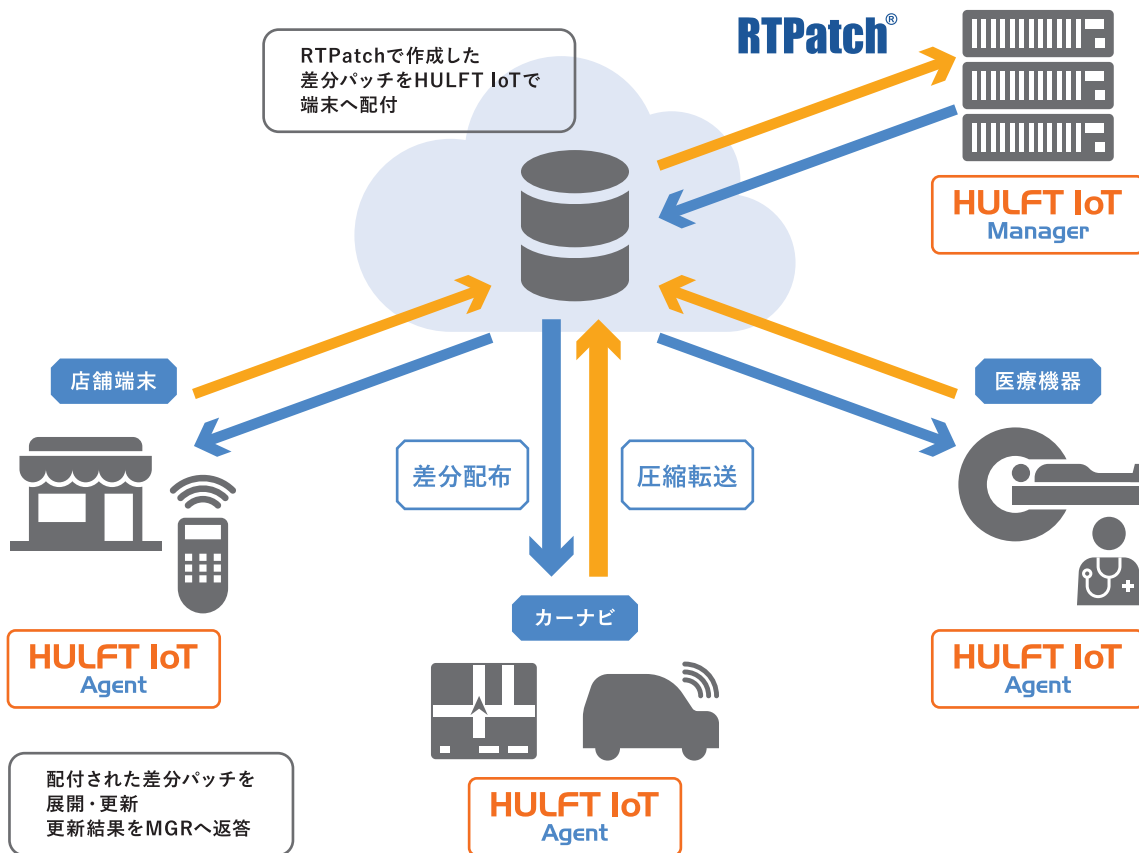 RTPatchで作成した
差分パッチをHULFT IoTで
端末へ配付
RTPatch®
HULFT IoT
Manager
店舗端末
医療機器
差分配布
圧縮転送
カーナビ
HULFT IoT
Agent
HULFT IoT
Agent
HULFT IoT
Agent
配付された差分パッチを
展開・更新
更新結果をMGRへ返答